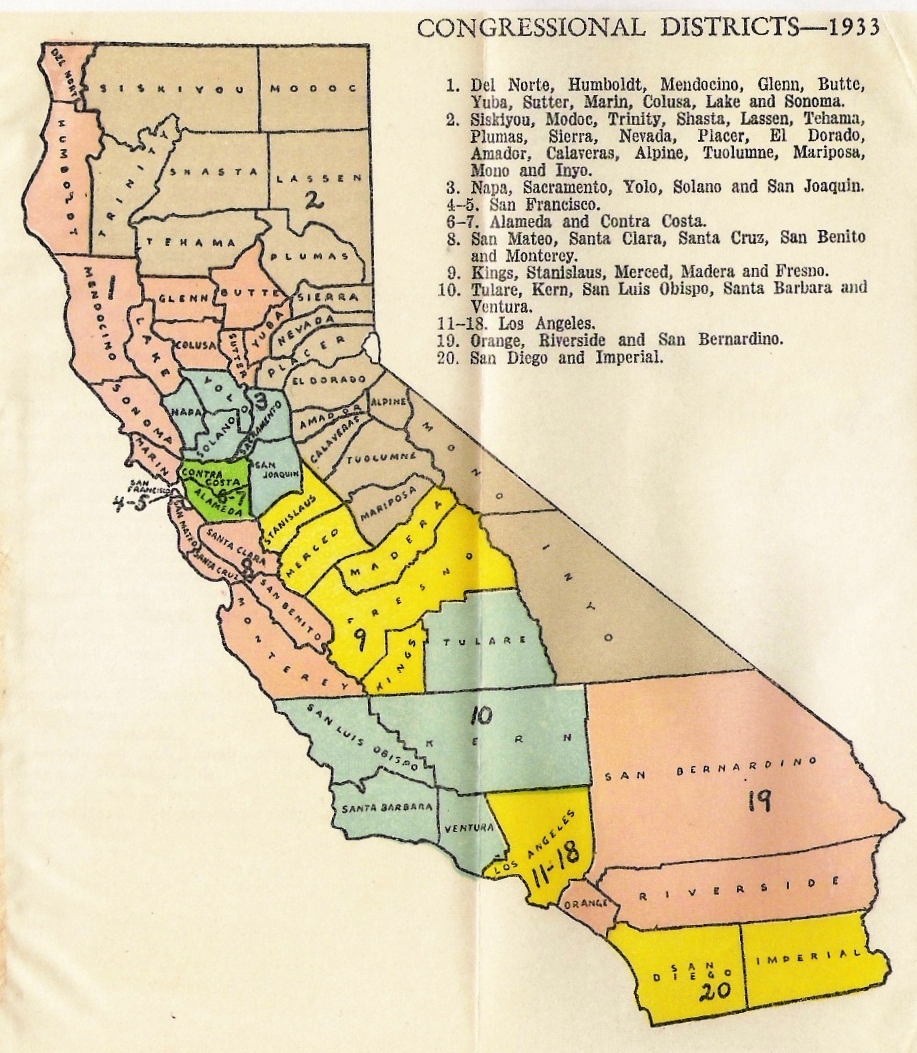 CONGRESSIONAL DISTRICTS—1933
1. Del Norte, Humboldt, Mendocino, Glenn, Butte,
Yuba, Sutter, Marin, Colusa, Lake and Sonoma.
2. Siskiyou, Modoc, Trinity, Shasta, Lassen, Tehama,
Plumas, Sierra, Nevada, Placer, El Dorado,
Amador, Calaveras, Alpine, Tuolumne, Mariposa,
Mono and Inyo.
3. Napa, Sacramento, Yolo, Solano and San Joaquin.
4–5. San Francisco.
6–7. Alameda and Contra Costa.
8. San Mateo, Santa Clara, Santa Cruz, San Benito
and Monterey.
9. Kings, Stanislaus, Merced, Madera and Fresno.
10. Tulare, Kern, San Luis Obispo, Santa Barbara and
Ventura.
11–18. Los Angeles.
19. Orange, Riverside and San Bernardino.
20. San Diego and Imperial.
DEL NORTE
SISKIYOU
MODOC
HUMBOLDT
TRINITY
SHASTA
LASSEN
2
TEHAMA
PLUMAS
MENDOCINO
1
GLENN
BUTTE
SIERRA
LAKE
COLUSA
SUTTER
YUBA
NEVADA
PLACER
EL DORADO
SONOMA
NAPA
YOLO
3
SOLANO
SACRAMENTO
AMADOR
ALPINE
MONO
CALAVERAS
TUOLUMNE
MARIN
CONTRA
COSTA
6-7
ALAMEDA
SAN
JOAQUIN
SAN
FRANCISCO
4-5
SAN MATEO
STANISLAUS
MARIPOSA
SANTA CLARA
8
SANTA CRUZ
MERCED
MADERA
INYO
SAN BENITO
FRESNO
9
MONTEREY
KINGS
TULARE
SAN LUIS OBISPO
10
KERN
SAN BERNARDINO
19
SANTA BARBARA
VENTURA
LOS ANGELES
11-18
RIVERSIDE
ORANGE
SAN
DIEGO
20
IMPERIAL